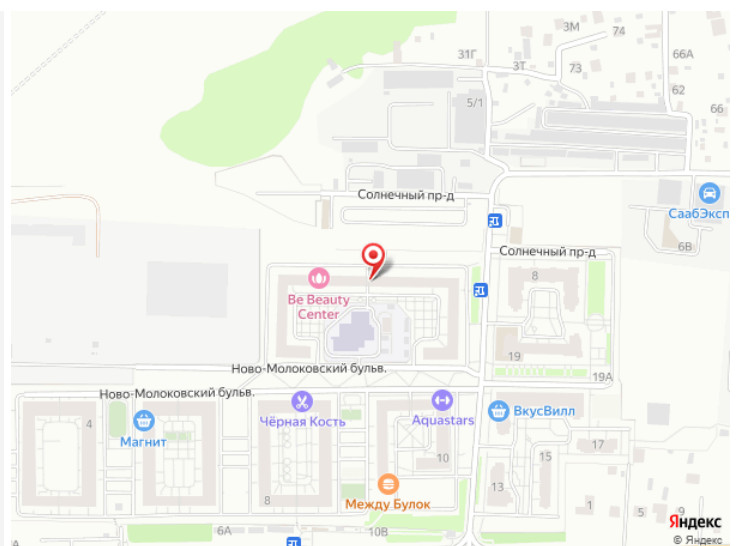 3М
74
31Г
3Т
73
66А
62
66
5/1
Солнечный пр-д
СаабЭксп
6В
Солнечный пр-д
8
Be Beauty
Center
19
19А
Ново-Молоковский бульв.
Ново-Молоковский бульв.
4
Магнит
Чёрная Кость
Aquastars
ВкусВилл
17
15
10
13
8
Между Булок
1
5
9
6А
10В
Яндекс
© Яндекс